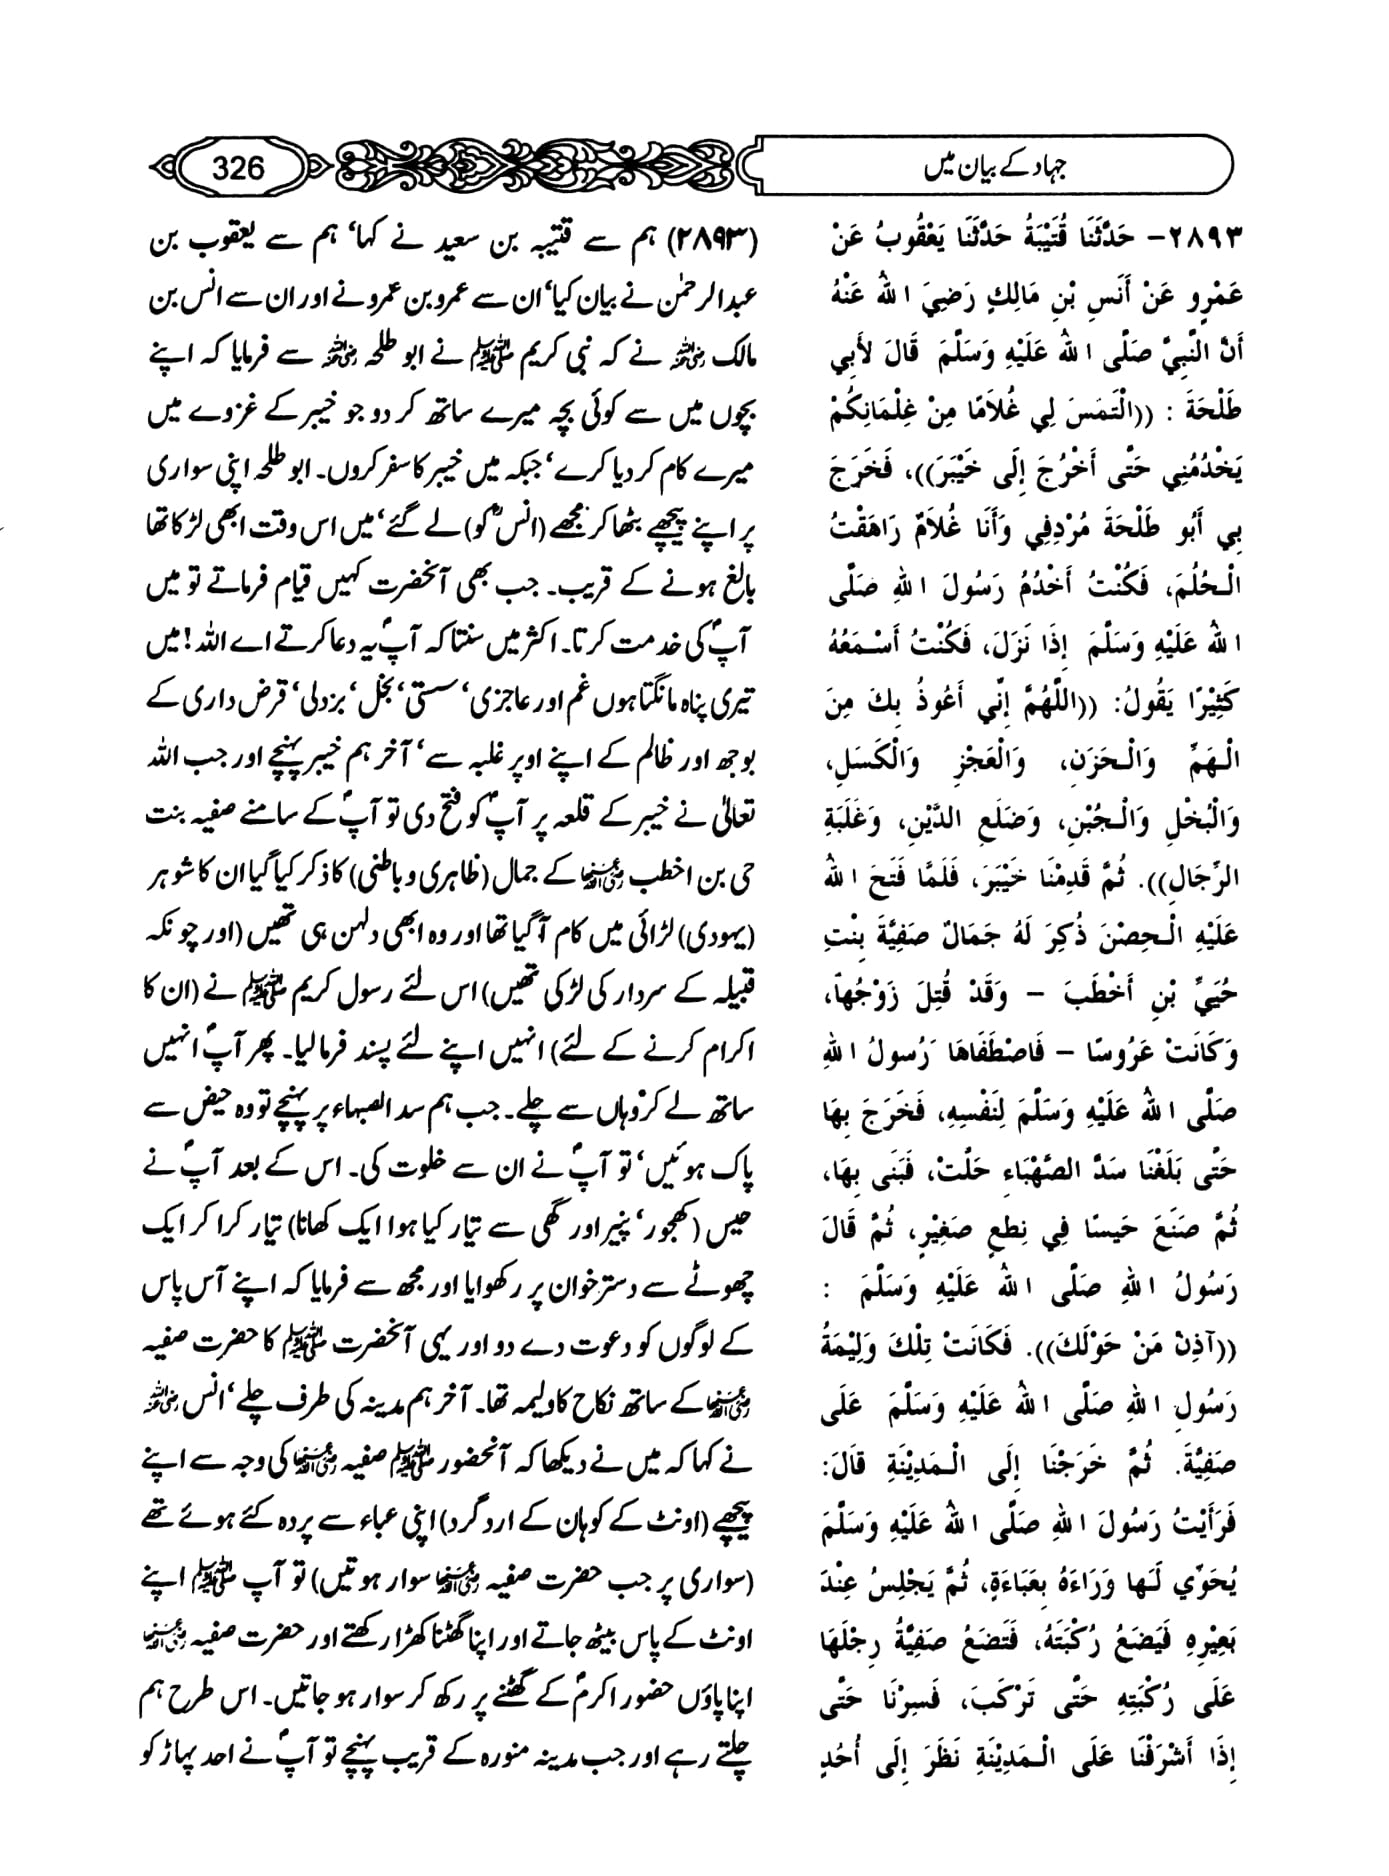 جہاد کے بیان میں
326
٢٨٩٣- حَدَّثَنَا قُتَيْبَةُ حَدَّثَنَا يَعْقُوبُ عَنْ
عَمْرٍو عَنْ أَنَسِ بْنِ مَالِكٍ رَضِيَ اللهُ عَنْهُ
أَنَّ النَّبِيَّ صَلَّى اللهُ عَلَيْهِ وَسَلَّمَ قَالَ لأَبِي
طَلْحَةَ : ((الْتَمَسَ لِي غُلاَمًا مِنْ غِلْمَانِكُمْ
يَخْدُمُنِي حَتَّى أَخْرُجَ إِلَى خَيْبَرَ))، فَخَرَجَ
بِي أَبُو طَلْحَةَ مُرْدِفِي وَأَنَا غُلاَمٌ رَاهَقْتُ
الْحُلُمَ، فَكُنْتُ أَخْدُمُ رَسُولَ اللهِ صَلَّى
اللهُ عَلَيْهِ وَسَلَّمَ إِذَا نَزَلَ، فَكُنْتُ أَسْمَعُهُ
كَثِيْرًا يَقُولُ: ((اللَّهُمَّ إِنِّي أَعُوذُ بِكَ مِنَ
الْهَمِّ وَالْحَزَنِ، وَالْعَجْزِ وَالْكَسَلِ،
وَالْبُخْلِ وَالْجُبْنِ، وَضَلَعِ الدَّيْنِ، وَغَلَبَةِ
الرِّجَالِ)). ثُمَّ قَدِمْنَا خَيْبَرَ، فَلَمَّا فَتَحَ اللهُ
عَلَيْهِ الْحِصْنَ ذُكِرَ لَهُ جَمَالُ صَفِيَّةَ بِنْتِ
حُيَيِّ بْنِ أَخْطَبَ - وَقَدْ قُتِلَ زَوْجُهَا،
وَكَانَتْ عَرُوسًا - فَاصْطَفَاهَا رَسُولُ اللهِ
صَلَّى اللهُ عَلَيْهِ وَسَلَّمَ لِنَفْسِهِ، فَخَرَجَ بِهَا
حَتَّى بَلَغْنَا سَدَّ الصَّهْبَاءِ حَلَّتْ، فَبَنَى بِهَا،
ثُمَّ صَنَعَ حَيسًا فِي نِطَعٍ صَغِيْرٍ، ثُمَّ قَالَ
رَسُولُ اللهِ صَلَّى اللهُ عَلَيْهِ وَسَلَّمَ :
((آذِنْ مَنْ حَوْلَكَ)). فَكَانَتْ تِلْكَ وَلِيْمَةُ
رَسُولِ اللهِ صَلَّى اللهُ عَلَيْهِ وَسَلَّمَ عَلَى
صَفِيَّةَ. ثُمَّ خَرَجْنَا إِلَى الْمَدِيْنَةِ قَالَ:
فَرَأَيْتُ رَسُولَ اللهِ صَلَّى اللهُ عَلَيْهِ وَسَلَّمَ
يُحَوِّي لَهَا وَرَاءَهُ بِعَبَاءَةٍ، ثُمَّ يَجْلِسُ عِنْدَ
بَعِيْرِهِ فَيَضَعُ رُكْبَتَهُ، فَتَضَعُ صَفِيَّةُ رِجْلَهَا
عَلَى رُكْبَتِهِ حَتَّى تَرْكَبَ، فَسِرْنَا حَتَّى
إِذَا أَشْرَفْنَا عَلَى الْمَدِيْنَةِ نَظَرَ إِلَى أُحُدٍ
(۲۸۹۳) ہم سے قتیبہ بن سعید نے کہا‘ ہم سے یعقوب بن
عبدالرحمٰن نے بیان کیا‘ ان سے عمرو بن عمرو نے اور ان سے انس بن
مالک رضی اللہ عنہ نے کہ نبی کریم ﷺ نے ابو طلحہ رضی اللہ عنہ سے فرمایا کہ اپنے
بچوں میں سے کوئی بچہ میرے ساتھ کر دو جو خیبر کے غزوے میں
میرے کام کر دیا کرے‘ جبکہ میں خیبر کا سفر کروں۔ ابو طلحہ اپنی سواری
پر اپنے پیچھے بٹھا کر مجھے (انسؓ کو) لے گئے‘ میں اس وقت ابھی لڑکا تھا
بالغ ہونے کے قریب۔ جب بھی آنحضرت کہیں قیام فرماتے تو میں
آپؐ کی خدمت کرتا۔ اکثر میں سنتا کہ آپؐ یہ دعا کرتے اے اللہ! میں
تیری پناہ مانگتا ہوں غم اور عاجزی‘ سستی‘ بخل‘ بزدلی‘ قرض داری کے
بوجھ اور ظالم کے اپنے اوپر غلبہ سے‘ آخر ہم خیبر پہنچے اور جب اللہ
تعالیٰ نے خیبر کے قلعہ پر آپؐ کو فتح دی تو آپؐ کے سامنے صفیہ بنت
حی بن اخطب رضی اللہ عنہا کے جمال (ظاہری و باطنی) کا ذکر کیا گیا ان کا شوہر
(یہودی) لڑائی میں کام آ گیا تھا اور وہ ابھی دلہن ہی تھیں (اور چونکہ
قبیلہ کے سردار کی لڑکی تھیں) اس لئے رسول کریم ﷺ نے (ان کا
اکرام کرنے کے لئے) انہیں اپنے لئے پسند فرما لیا۔ پھر آپؐ انہیں
ساتھ لے کر وہاں سے چلے۔ جب ہم سد الصہباء پر پہنچے تو وہ حیض سے
پاک ہوئیں‘ تو آپؐ نے ان سے خلوت کی۔ اس کے بعد آپؐ نے
حیس (کھجور‘ پنیر اور گھی سے تیار کیا ہوا ایک کھانا) تیار کرا کر ایک
چھوٹے سے دستر خوان پر رکھوایا اور مجھ سے فرمایا کہ اپنے آس پاس
کے لوگوں کو دعوت دے دو اور یہی آنحضرت ﷺ کا حضرت صفیہ
رضی اللہ عنہا کے ساتھ نکاح کا ولیمہ تھا۔ آخر ہم مدینہ کی طرف چلے‘ انس رضی اللہ عنہ
نے کہا کہ میں نے دیکھا کہ آنحضور ﷺ صفیہ رضی اللہ عنہا کی وجہ سے اپنے
پیچھے (اونٹ کے کوہان کے ارد گرد) اپنی عباء سے پردہ کئے ہوئے تھے
(سواری پر جب حضرت صفیہ رضی اللہ عنہا سوار ہوتیں) تو آپ ﷺ اپنے
اونٹ کے پاس بیٹھ جاتے اور اپنا گھٹنا کھڑا رکھتے اور حضرت صفیہ رضی اللہ عنہا
اپنا پاؤں حضور اکرمؐ کے گھٹنے پر رکھ کر سوار ہو جاتیں۔ اس طرح ہم
چلتے رہے اور جب مدینہ منورہ کے قریب پہنچے تو آپؐ نے احد پہاڑ کو